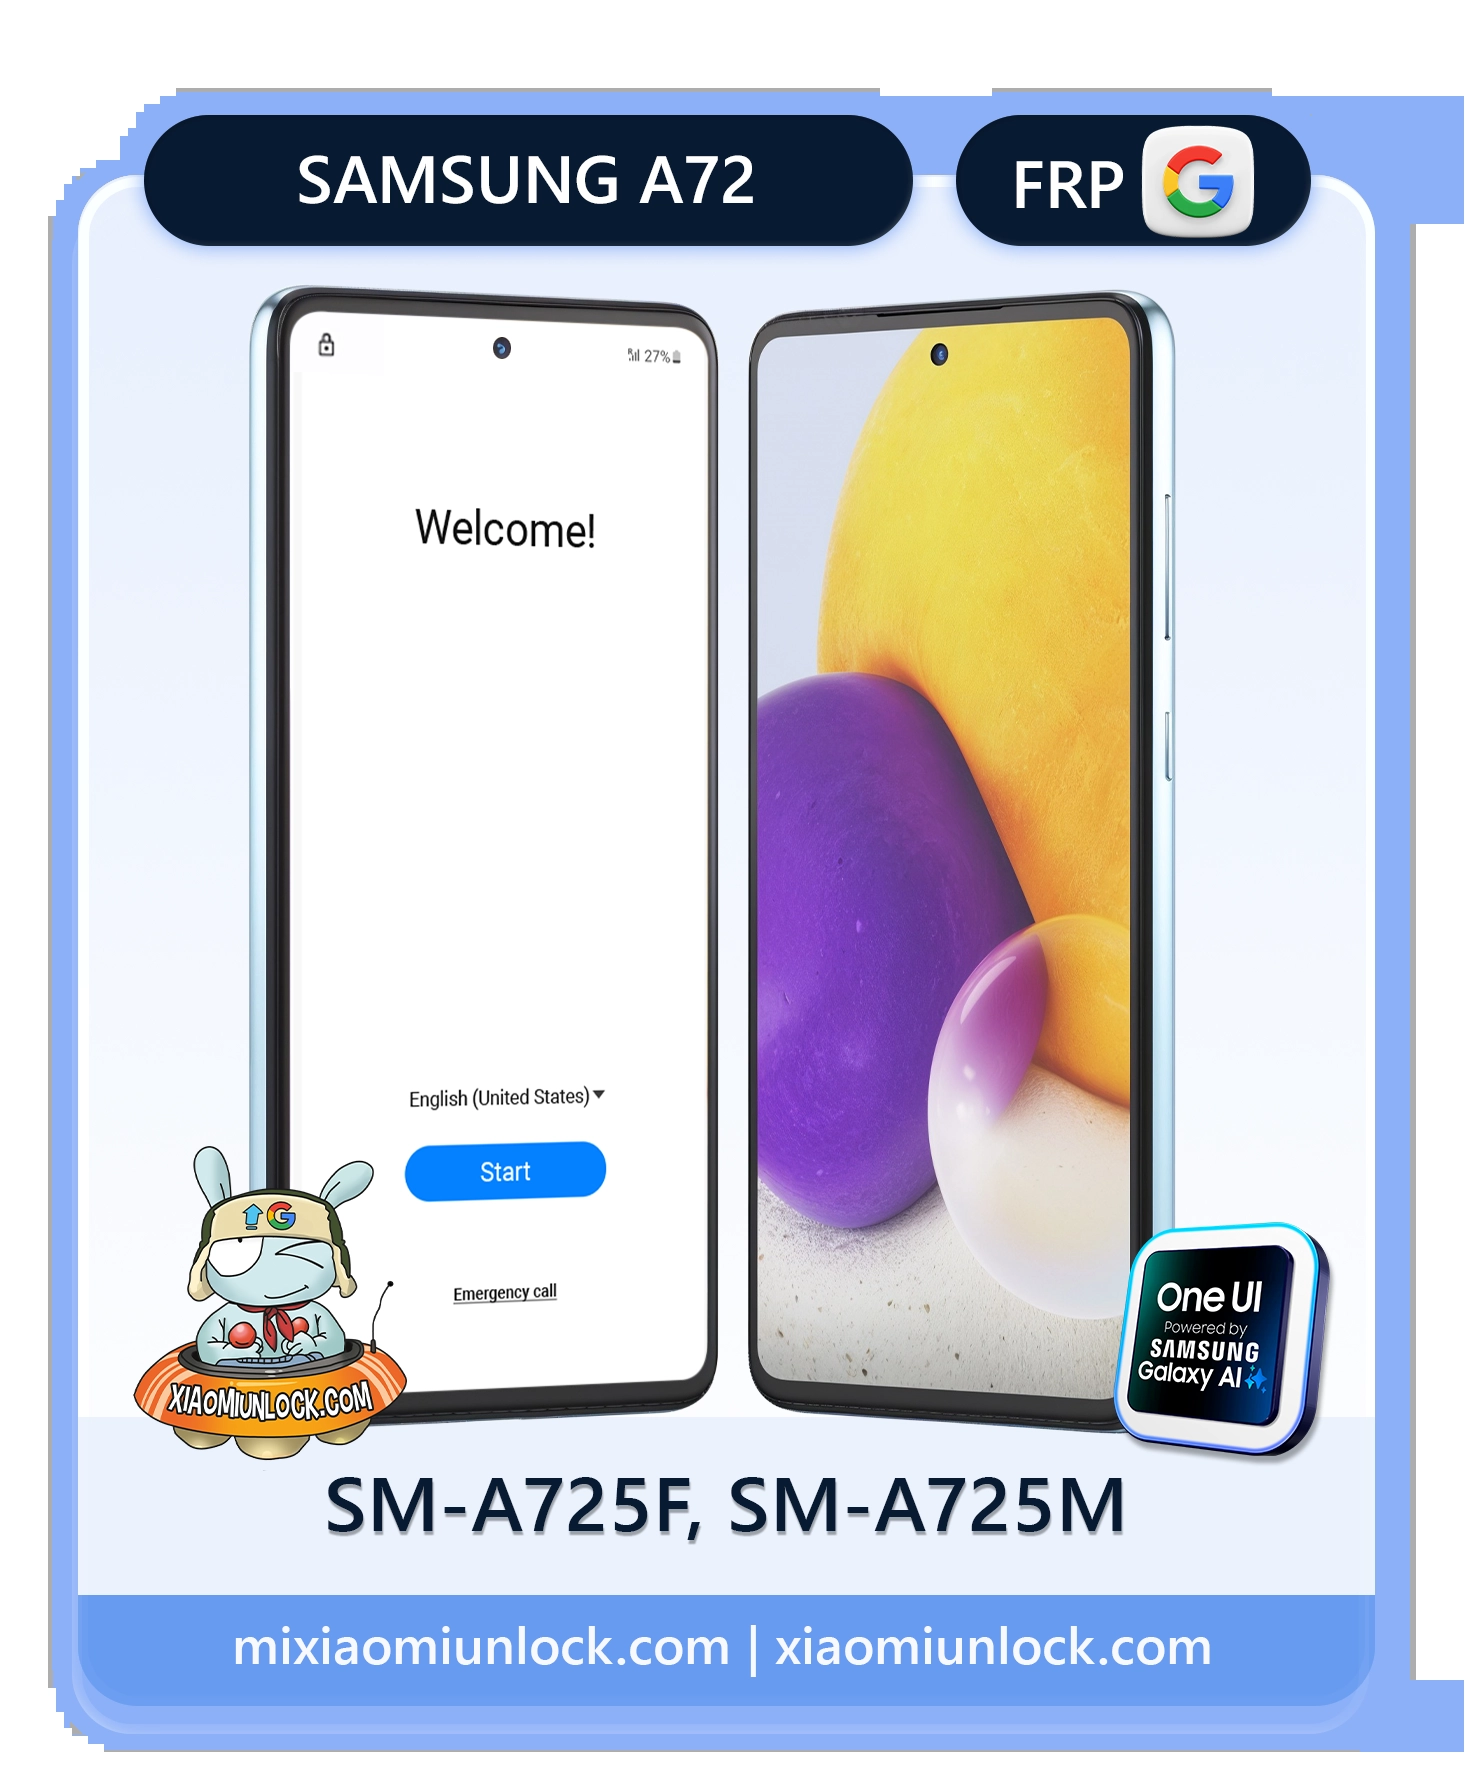 SAMSUNG A72
FRP G
27%
Welcome!
English (United States)
Start
Emergency call
G
XIAOMIUNLOCK.COM
One UI
Powered by
SAMSUNG
Galaxy AI
SM-A725F, SM-A725M
mixiaomiunlock.com | xiaomiunlock.com